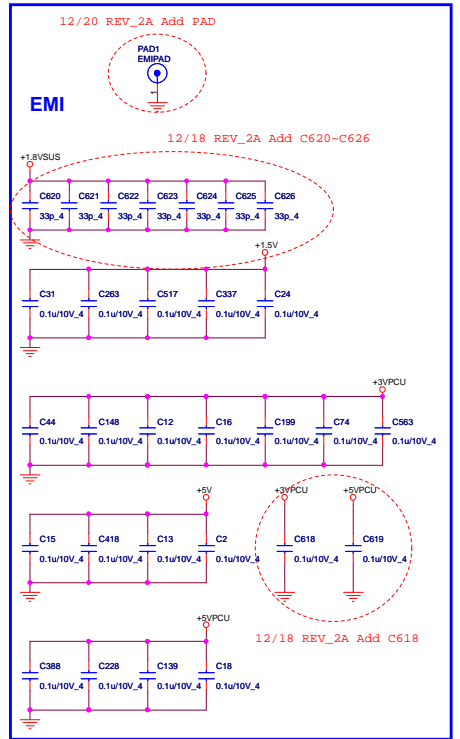 12/20 REV_2A Add PAD
PAD1
EMIPAD
1
EMI
12/18 REV_2A Add C620~C626
+1.8VSUS
C620 C621 C622 C623 C624 C625 C626
33p_4 33p_4 33p_4 33p_4 33p_4 33p_4 33p_4
+1.5V
C31 C263 C517 C337 C24
0.1u/10V_4 0.1u/10V_4 0.1u/10V_4 0.1u/10V_4 0.1u/10V_4
+3VPCU
C44 C148 C12 C16 C199 C74 C563
0.1u/10V_4 0.1u/10V_4 0.1u/10V_4 0.1u/10V_4 0.1u/10V_4 0.1u/10V_4 0.1u/10V_4
+5V +3VPCU +5VPCU
C15 C418 C13 C2 C618 C619
0.1u/10V_4 0.1u/10V_4 0.1u/10V_4 0.1u/10V_4 0.1u/10V_4 0.1u/10V_4
+5VPCU
12/18 REV_2A Add C618
C388 C228 C139 C18
0.1u/10V_4 0.1u/10V_4 0.1u/10V_4 0.1u/10V_4